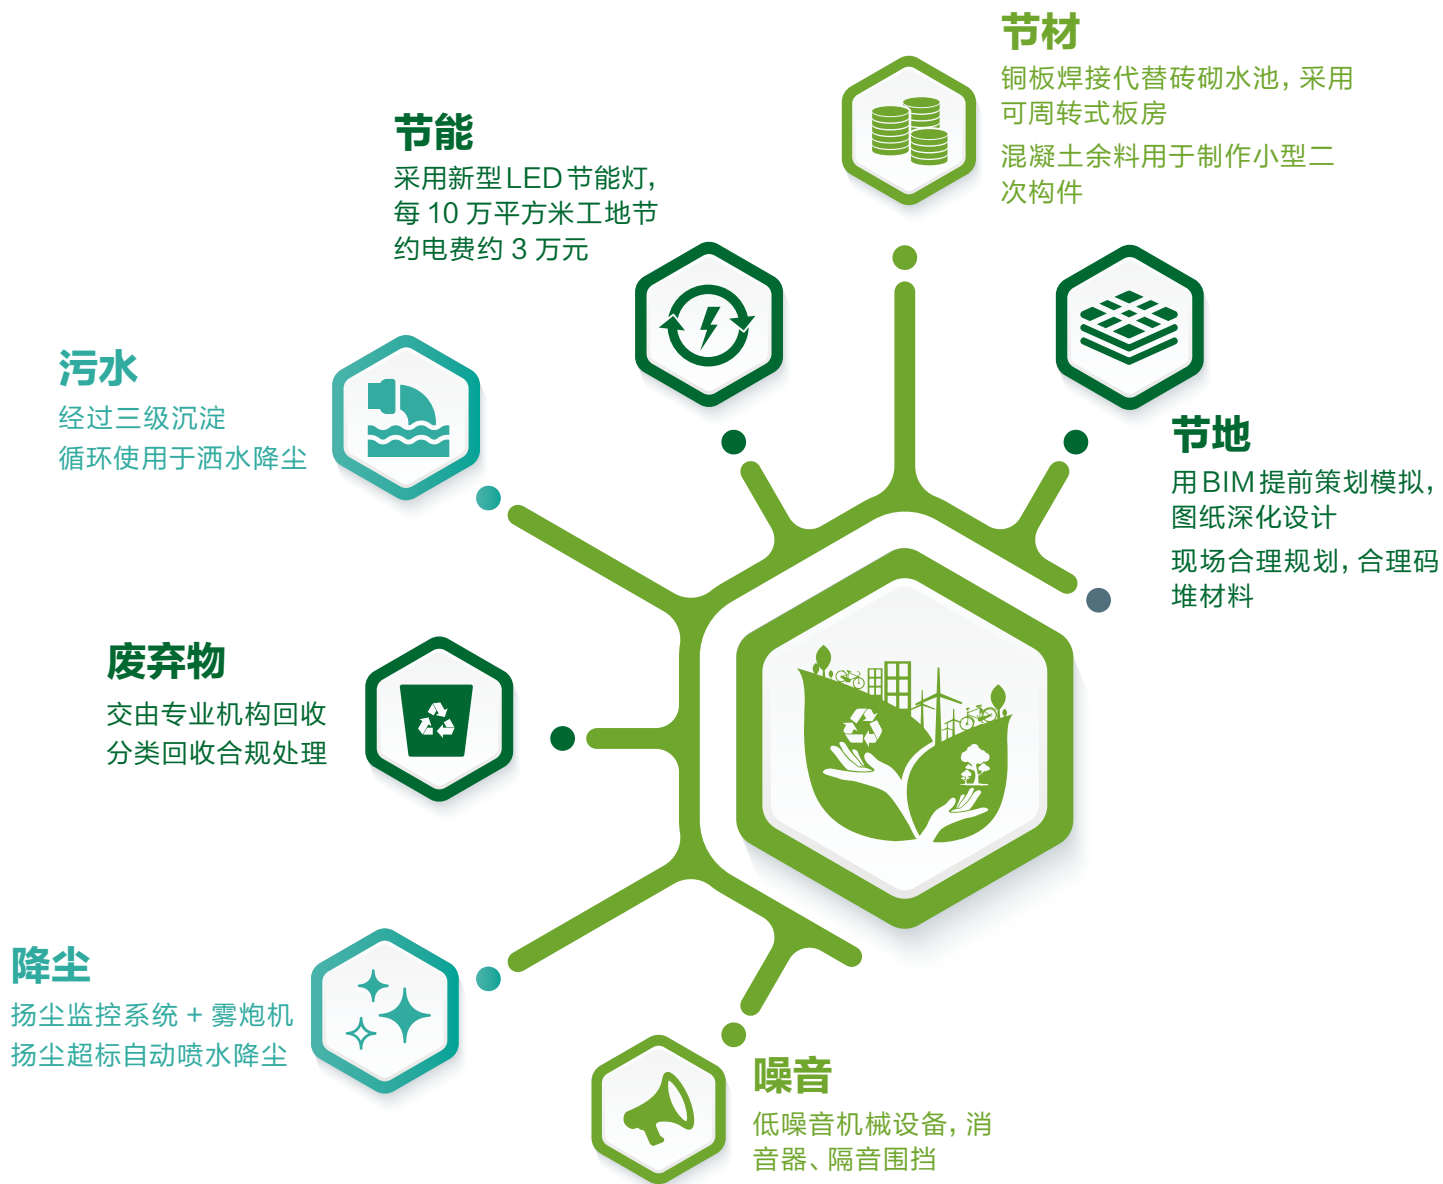 节材
铜板焊接代替砖砌水池，采用
可周转式板房
混凝土余料用于制作小型二
次构件
节能
采用新型LED节能灯，
每 10 万平方米工地节
约电费约 3 万元
节地
用BIM提前策划模拟，
图纸深化设计
现场合理规划，合理码
堆材料
污水
经过三级沉淀
循环使用于洒水降尘
废弃物
交由专业机构回收
分类回收合规处理
降尘
扬尘监控系统 + 雾炮机
扬尘超标自动喷水降尘
噪音
低噪音机械设备，消
音器、隔音围挡